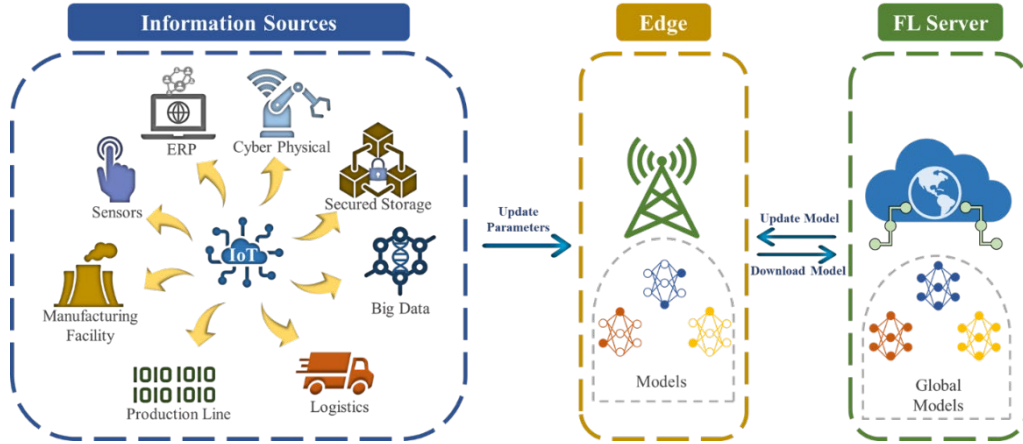 Information Sources
Edge
FL Server
ERP
Cyber Physical
Sensors
Secured Storage
IoT
Manufacturing
Facility
Big Data
1010 1010
1010 1010
Production Line
Logistics
Update
Parameters
Update Model
Download Model
Models
Global
Models